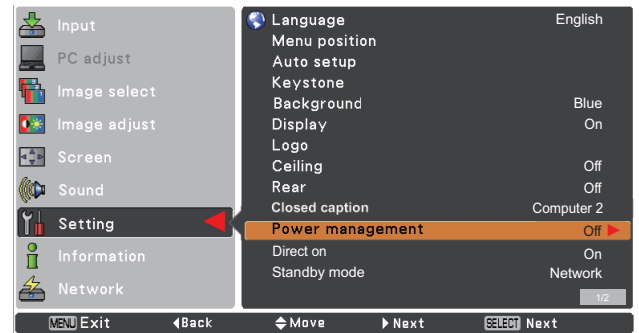 Input
PC adjust
Image select
Image adjust
Screen
Sound
Setting
Information
Network
Language English
Menu position
Auto setup
Keystone
Background Blue
Display On
Logo
Ceiling Off
Rear Off
Closed caption Computer 2
Power management Off
Direct on On
Standby mode Network
1/2
MENU Exit Back Move Next SELECT Next